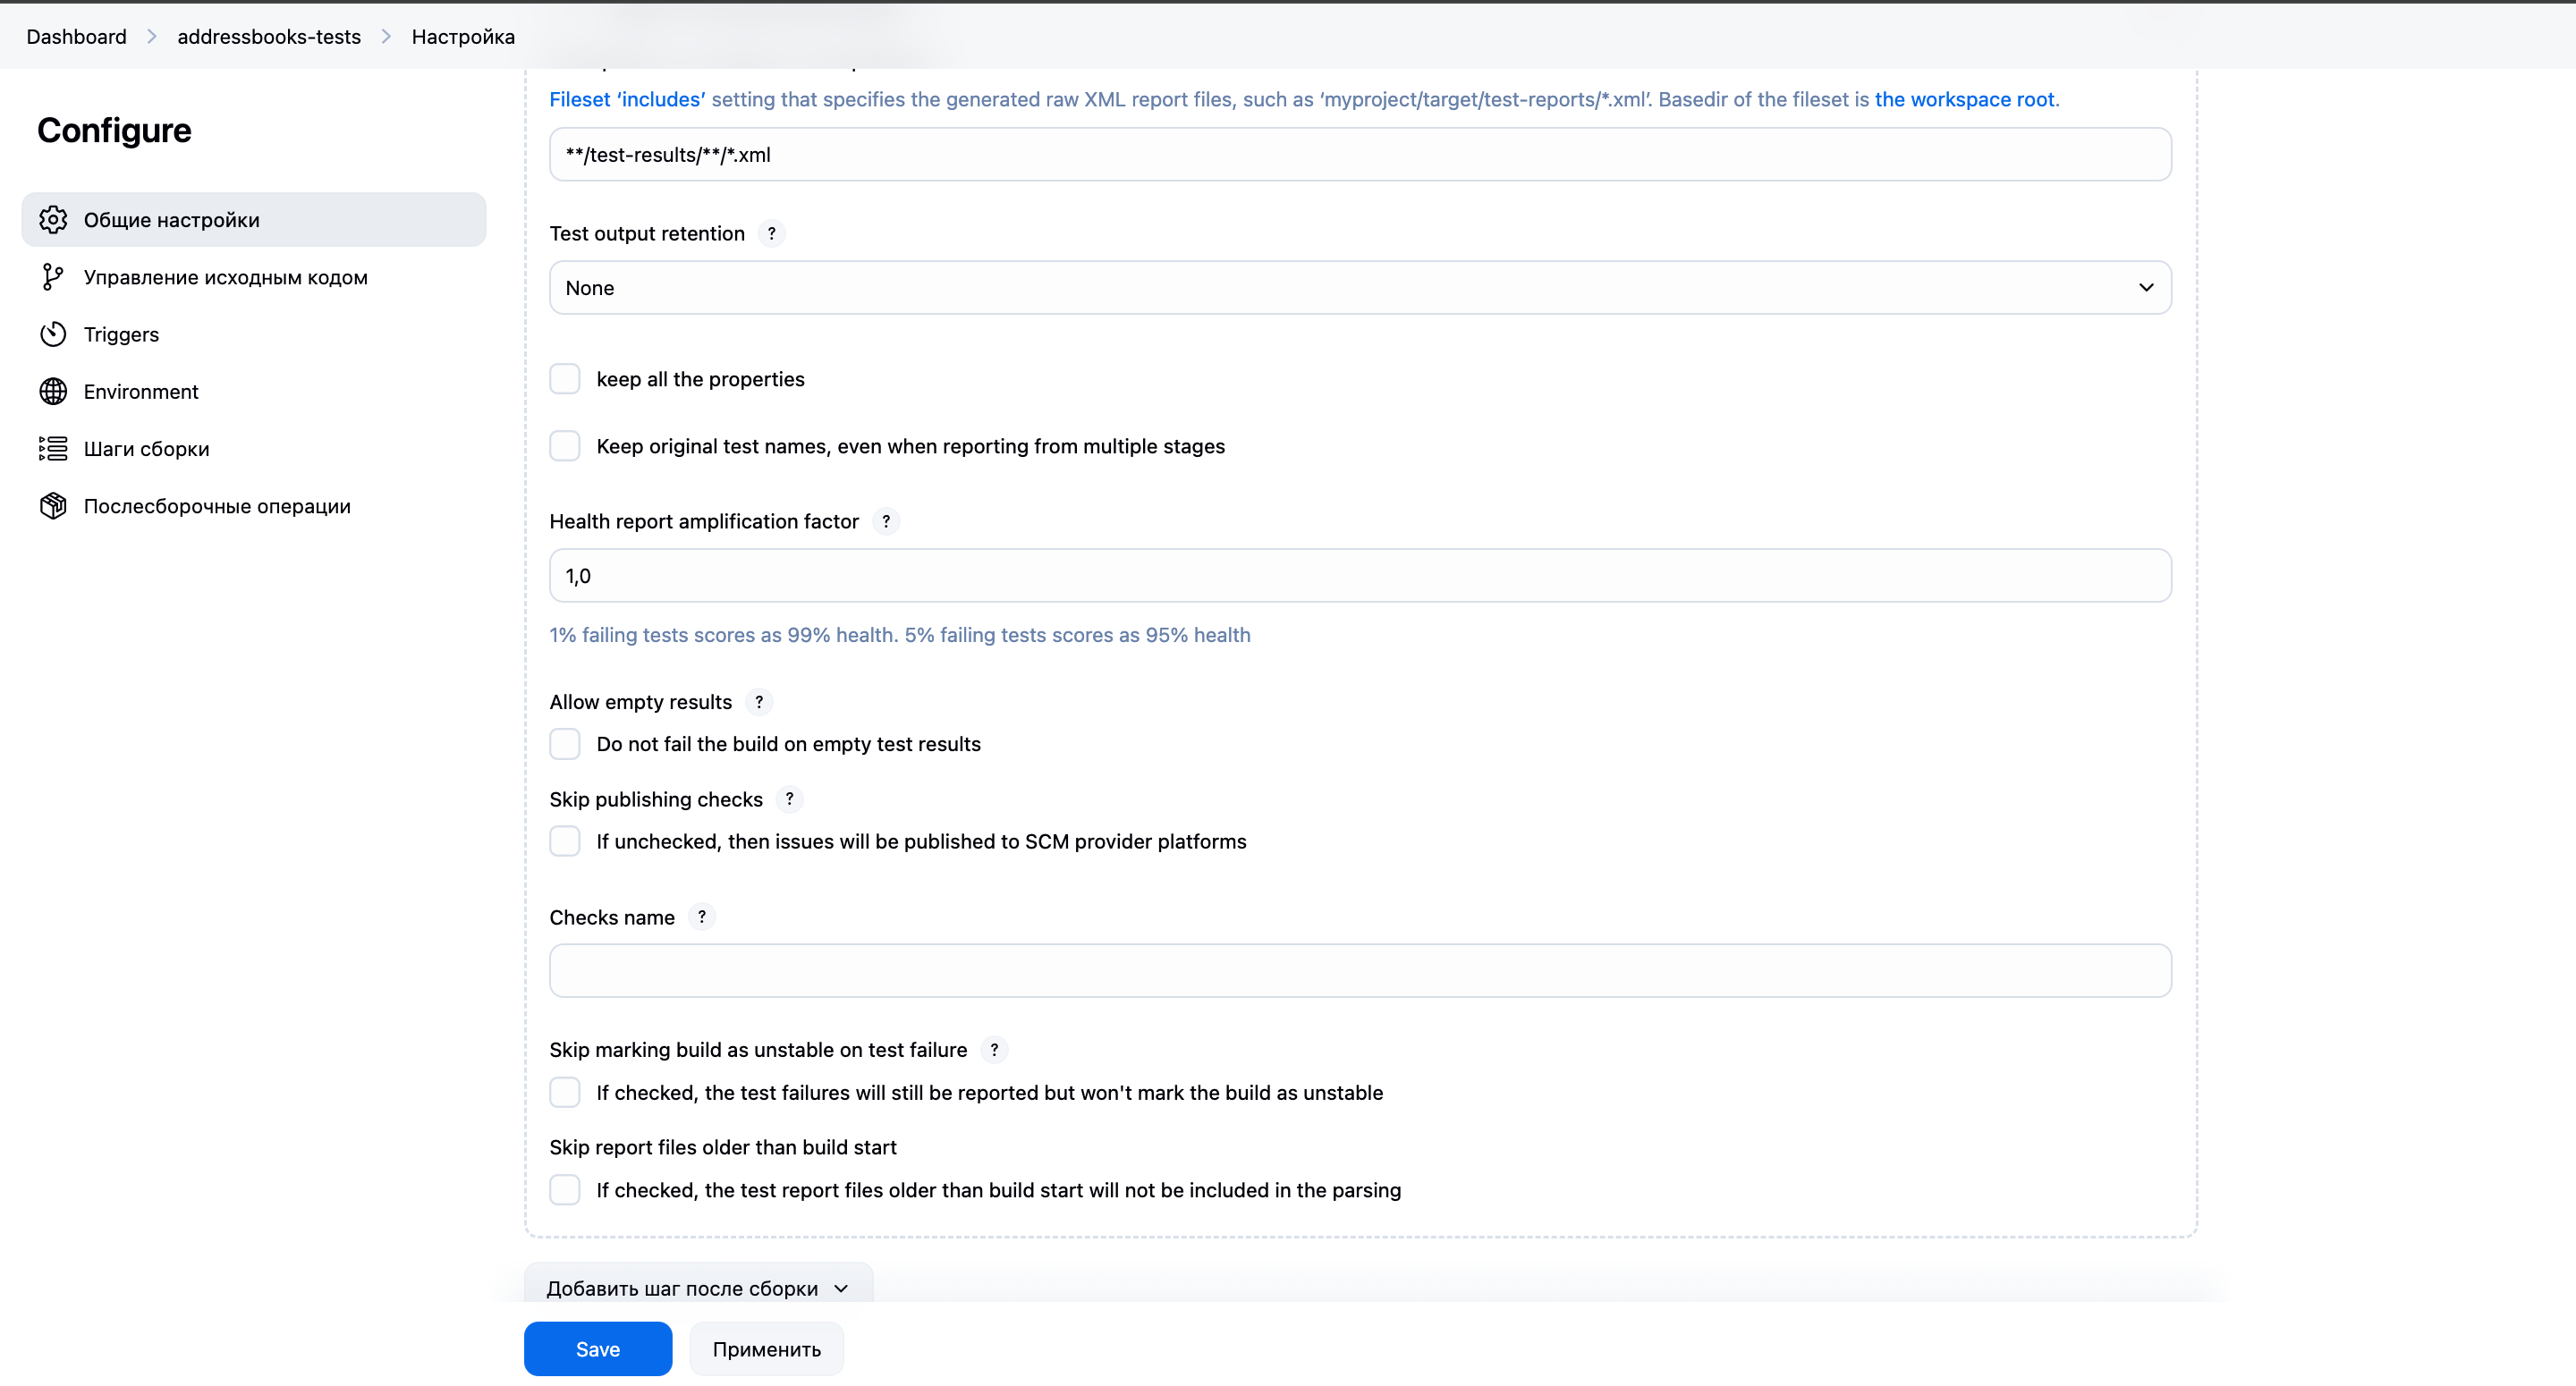 Dashboard > addressbooks-tests > Настройка
Configure
Общие настройки
Управление исходным кодом
Triggers
Environment
Шаги сборки
Послесборочные операции
Fileset ‘includes’ setting that specifies the generated raw XML report files, such as ‘myproject/target/test-reports/*.xml’. Basedir of the fileset is the workspace root.
**/test-results/**/*.xml
Test output retention ?
None
keep all the properties
Keep original test names, even when reporting from multiple stages
Health report amplification factor ?
1,0
1% failing tests scores as 99% health. 5% failing tests scores as 95% health
Allow empty results ?
Do not fail the build on empty test results
Skip publishing checks ?
If unchecked, then issues will be published to SCM provider platforms
Checks name ?
Skip marking build as unstable on test failure ?
If checked, the test failures will still be reported but won't mark the build as unstable
Skip report files older than build start
If checked, the test report files older than build start will not be included in the parsing
Добавить шаг после сборки
Save
Применить